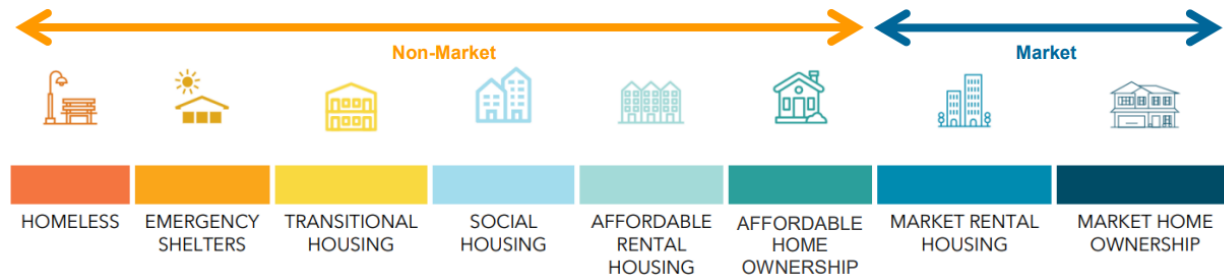 Non-Market
Market
HOMELESS
EMERGENCY
SHELTERS
TRANSITIONAL
HOUSING
SOCIAL
HOUSING
AFFORDABLE
RENTAL
HOUSING
AFFORDABLE
HOME
OWNERSHIP
MARKET RENTAL
HOUSING
MARKET HOME
OWNERSHIP